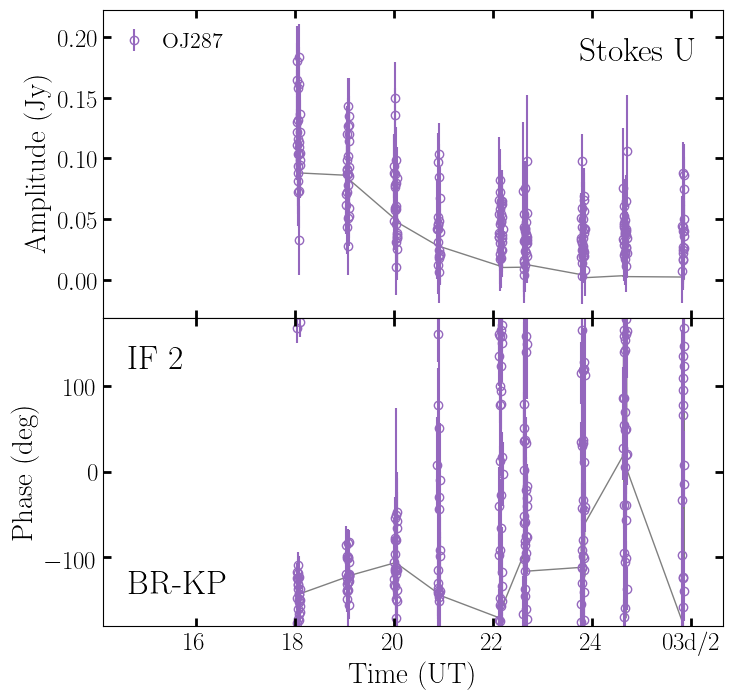 OJ287
Stokes U
0.20
0.15
0.10
0.05
0.00
Amplitude (Jy)
IF 2
100
0
−100
Phase (deg)
BR-KP
16
18
20
22
24
03d/2
Time (UT)